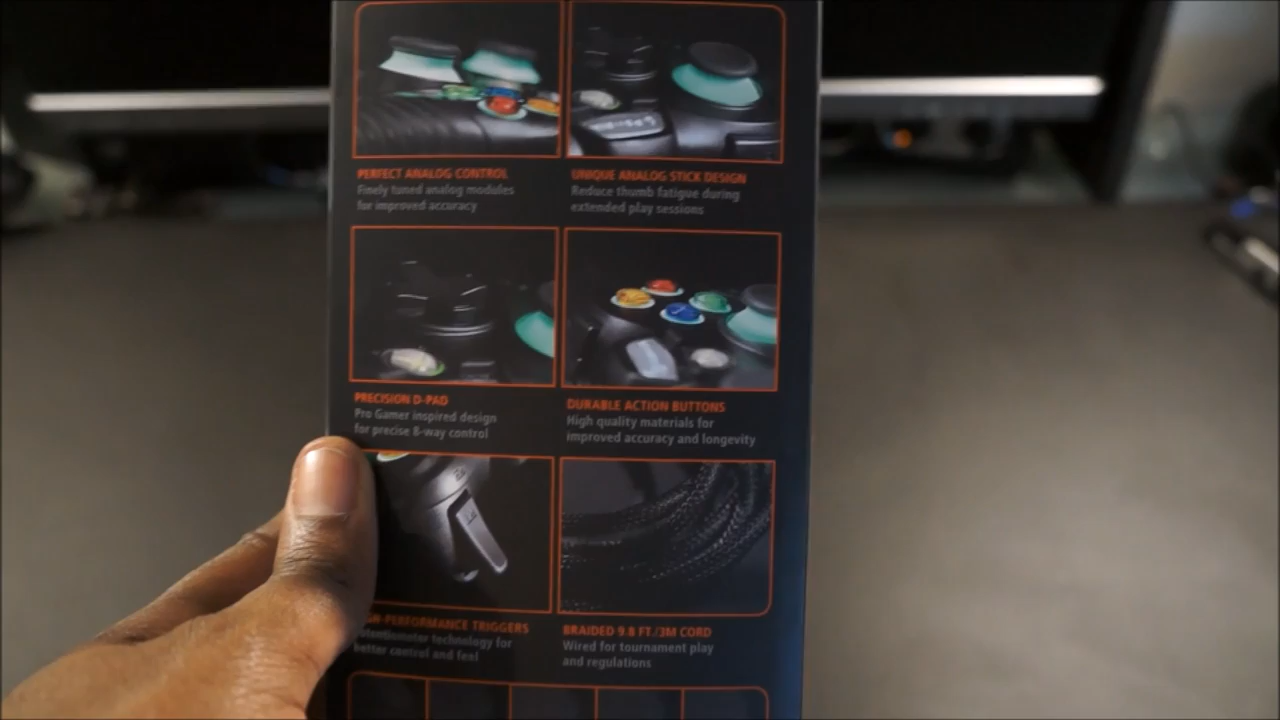 PERFECT ANALOG CONTROL
Finely tuned analog modules
for improved accuracy
UNIQUE ANALOG STICK DESIGN
Reduce thumb fatigue during
extended play sessions
PRECISION D-PAD
Pro Gamer inspired design
for precise 8-way control
DURABLE ACTION BUTTONS
High quality materials for
improved accuracy and longevity
PERFORMANCE TRIGGERS
technology for
better control and feel
BRAIDED 9.8 FT./3M CORD
Wired for tournament play
and regulations